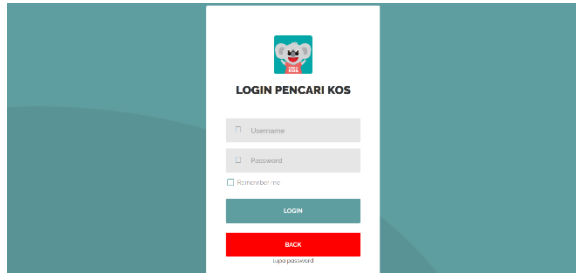 LOGIN PENCARI KOS
Username
Password
Remember me
LOGIN
BACK
Lupa password